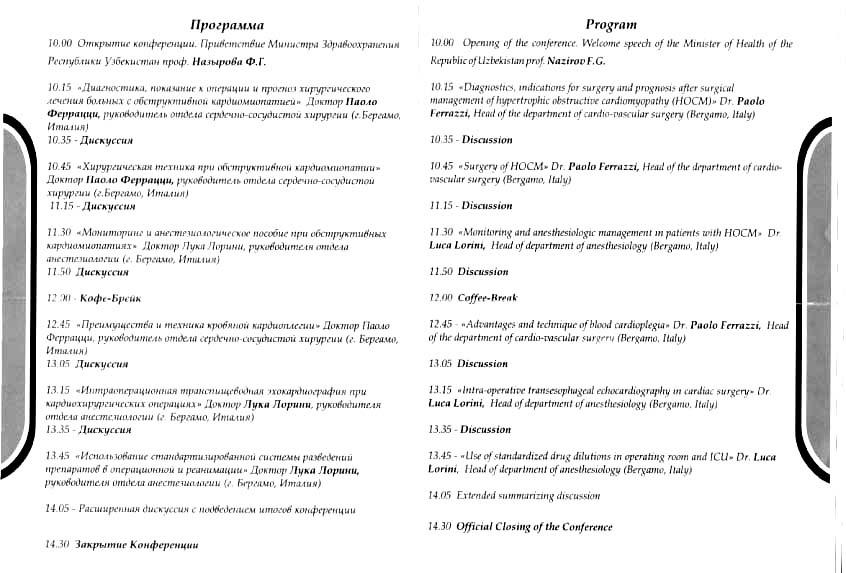 Программа
10.00 Открытие конференции. Приветствие Министра Здравоохранения
Республики Узбекистан проф. Назырова Ф.Г.
10.15 «Диагностика, показание к операции и прогноз хирургического
лечения больных с обструктивной кардиомиопатией» Доктор Паоло
Феррацци, руководитель отдела сердечно-сосудистой хирургии (г.Бергамо,
Италия)
10.35 - Дискуссия
10.45 «Хирургическая техника при обструктивной кардиомиопатии»
Доктор Паоло Феррацци, руководитель отдела сердечно-сосудистой
хирургии (г.Бергамо, Италия)
11.15 - Дискуссия
11.30 «Мониторинг и анестезиологическое пособие при обструктивных
кардиомиопатиях» Доктор Лука Лорини, руководителя отдела
анестезиологии (г. Бергамо, Италия)
11.50 Дискуссия
12.00 - Кофе-Брейк
12.45 «Преимущества и техника кровяной кардиоплегии» Доктор Паоло
Феррацци, руководитель отдела сердечно-сосудистой хирургии (г. Бергамо,
Италия)
13.05 Дискуссия
13.15 «Интраоперационная транспищеводная эхокардиография при
кардиохирургических операциях» Доктор Лука Лорини, руководителя
отдела анестезиологии (г. Бергамо, Италия)
13.35 - Дискуссия
13.45 «Использование стандартизированной системы разведений
препаратов в операционной и реанимации» Доктор Лука Лорини,
руководителя отдела анестезиологии (г. Бергамо, Италия)
14.05 - Расширенная дискуссия с подведением итогов конференции
14.30 Закрытие Конференции
Program
10.00 Opening of the conference. Welcome speech of the Minister of Health of the
Republic of Uzbekistan prof. Nazirov F.G.
10.15 «Diagnostics, indications for surgery and prognosis after surgical
management of hypertrophic obstructive cardiomyopathy (HOCM)» Dr. Paolo
Ferrazzi, Head of the department of cardio-vascular surgery (Bergamo, Italy)
10.35 - Discussion
10.45 «Surgery of HOCM» Dr. Paolo Ferrazzi, Head of the department of cardio-
vascular surgery (Bergamo, Italy)
11.15 - Discussion
11.30 «Monitoring and anesthesiologic management in patients with HOCM» Dr.
Luca Lorini, Head of department of anesthesiology (Bergamo, Italy)
11.50 Discussion
12.00 Coffee-Break
12.45 - «Advantages and technique of blood cardioplegia» Dr. Paolo Ferrazzi, Head
of the department of cardio-vascular surgery (Bergamo, Italy)
13.05 Discussion
13.15 «Intra-operative transesophageal echocardiography in cardiac surgery» Dr.
Luca Lorini, Head of department of anesthesiology (Bergamo, Italy)
13.35 - Discussion
13.45 - «Use of standardized drug dilutions in operating room and ICU» Dr. Luca
Lorini, Head of department of anesthesiology (Bergamo, Italy)
14.05 Extended summarizing discussion
14.30 Official Closing of the Conference